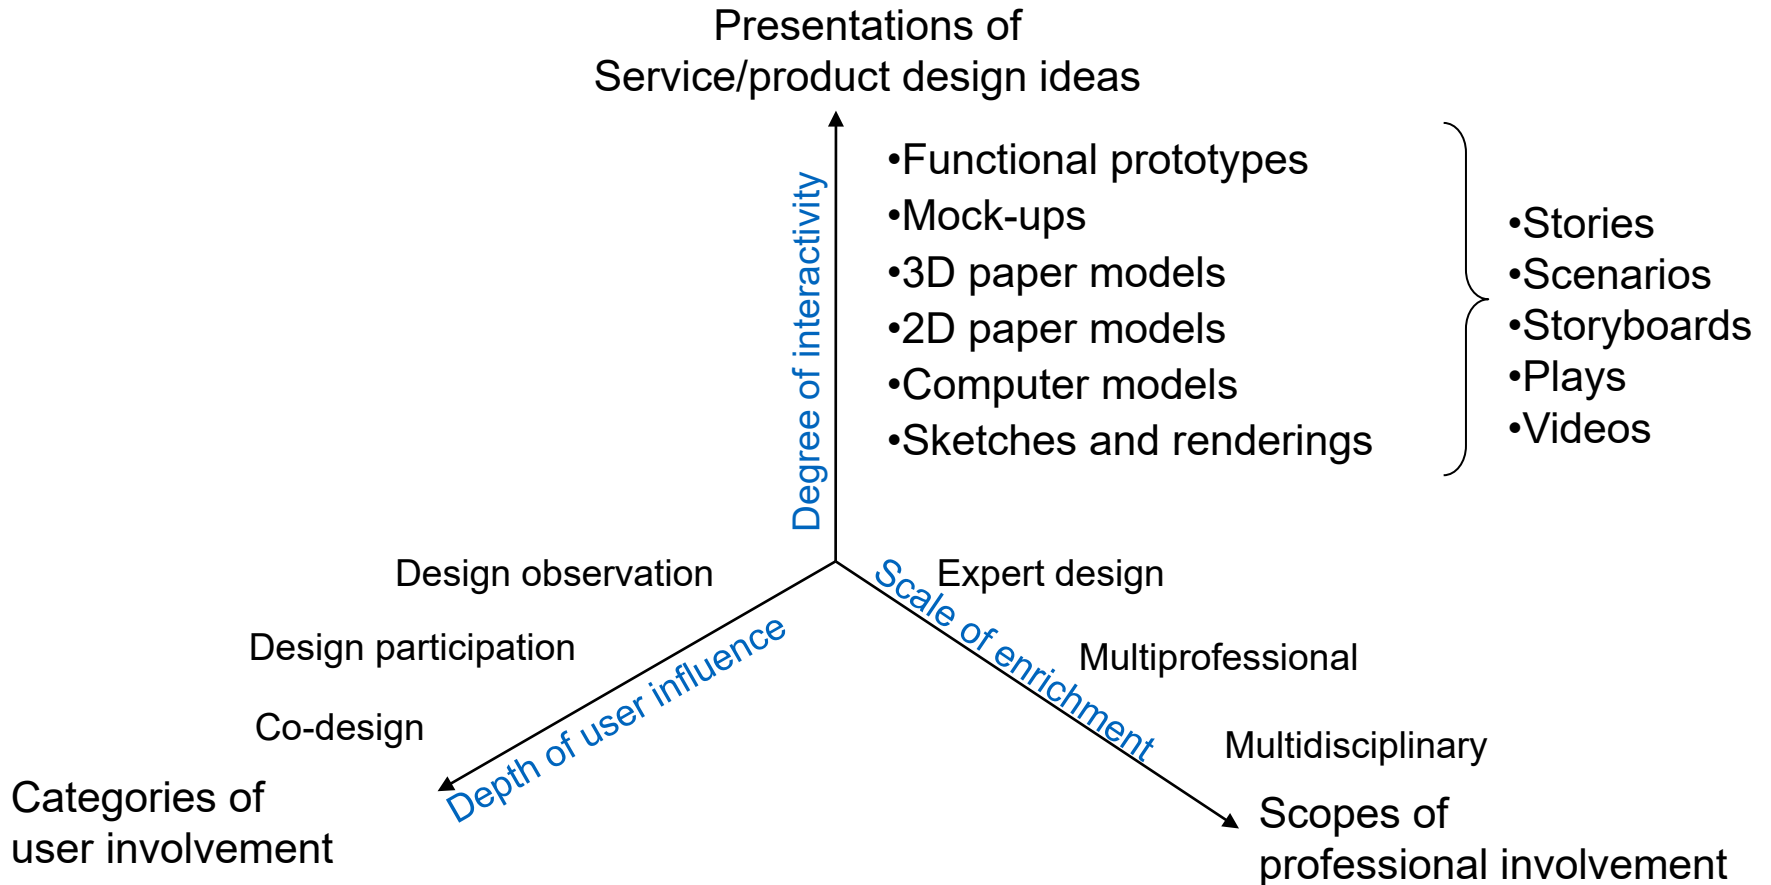 Presentations of
Service/product design ideas
Degree of interactivity
•Functional prototypes
•Mock-ups
•3D paper models
•2D paper models
•Computer models
•Sketches and renderings
•Stories
•Scenarios
•Storyboards
•Plays
•Videos
Design observation
Design participation
Co-design
Depth of user influence
Categories of
user involvement
Scale of enrichment
Expert design
Multiprofessional
Multidisciplinary
Scopes of
professional involvement